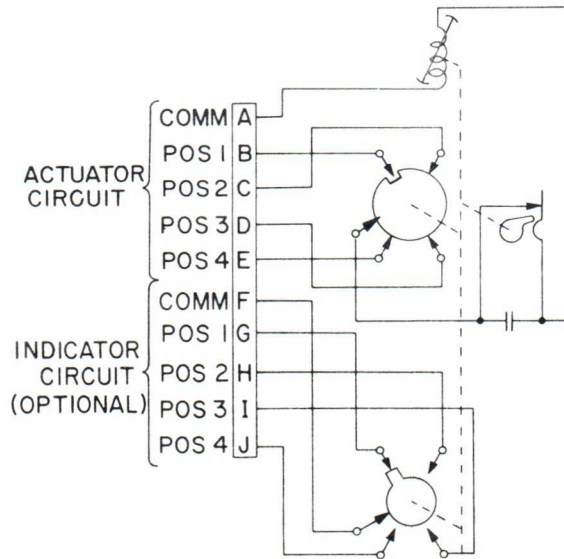 ACTUATOR
CIRCUIT
COMM A
POS 1 B
POS 2 C
POS 3 D
POS 4 E
INDICATOR
CIRCUIT
(OPTIONAL)
COMM F
POS 1 G
POS 2 H
POS 3 I
POS 4 J